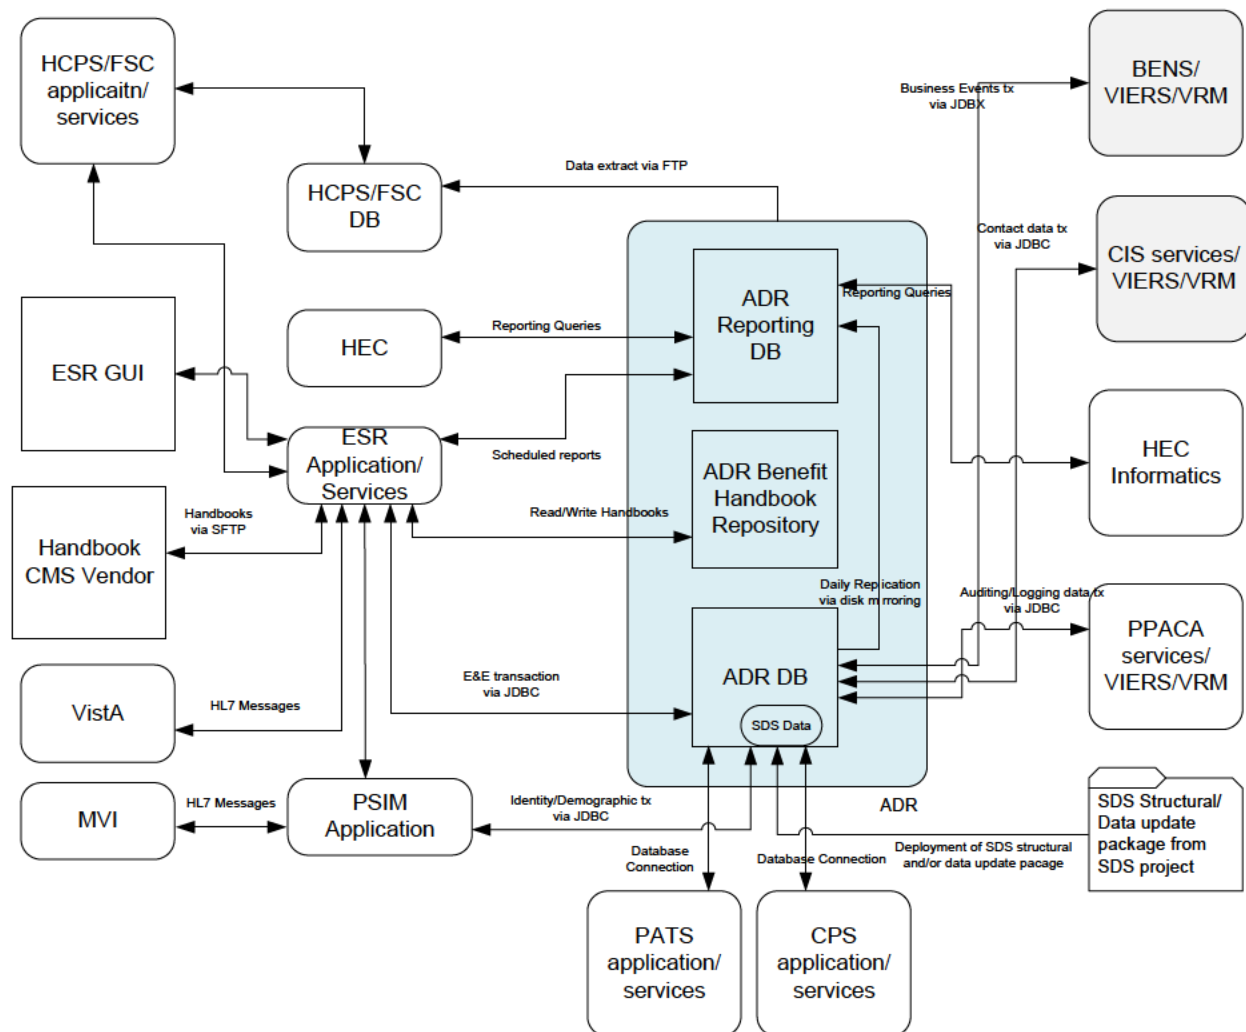 HCPS/FSC
applicaitn/
services
BENS/
VIERS/VRM
Business Events tx
via JDBX
Data extract via FTP
HCPS/FSC
DB
Contact data tx
via JDBC
CIS services/
VIERS/VRM
ADR
Reporting
DB
Reporting Queries
Reporting Queries
HEC
ESR GUI
ESR
Application/
Services
Scheduled reports
ADR Benefit
Handbook
Repository
HEC
Informatics
Handbooks
via SFTP
Read/Write Handbooks
Handbook
CMS Vendor
Daily Replication
via disk mirroring
Auditing/Logging data tx
via JDBC
PPACA
services/
VIERS/VRM
E&E transaction
via JDBC
ADR DB
SDS Data
VistA
HL7 Messages
MVI
HL7 Messages
PSIM
Application
Identity/Demographic tx
via JDBC
ADR
SDS Structural/
Data update
package from
SDS project
Database
Connection
Database Connection
Deployment of SDS structural
and/or data update pacage
PATS
application/
services
CPS
application/
services